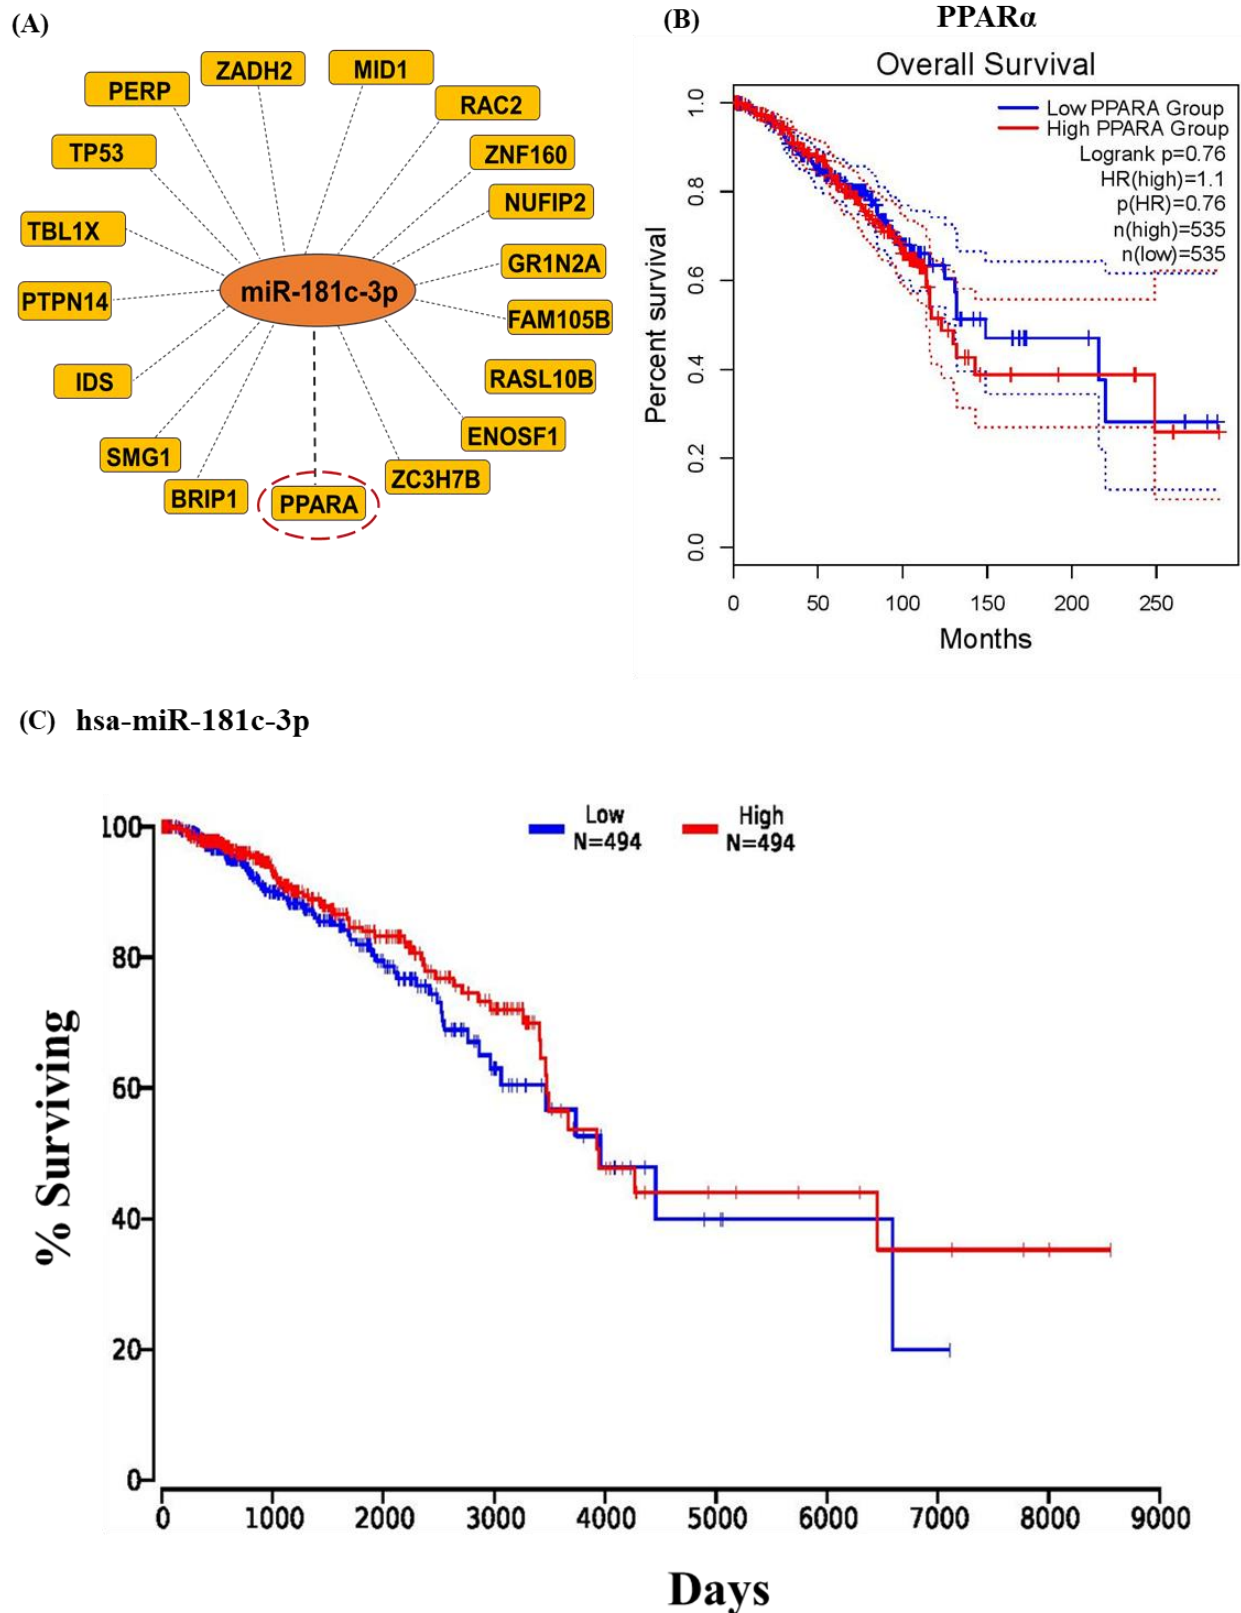 (A)
ZADH2
MID1
PERP
RAC2
TP53
ZNF160
NUFIP2
TBL1X
GR1N2A
miR-181c-3p
PTPN14
FAM105B
IDS
RASL10B
ENOSF1
SMG1
ZC3H7B
BRIP1
PPARA
(B)
PPARα
Overall Survival
Low PPARA Group
High PPARA Group
Logrank p=0.76
HR(high)=1.1
p(HR)=0.76
n(high)=535
n(low)=535
Percent survival
1.0
0.8
0.6
0.4
0.2
0.0
0 50 100 150 200 250
Months
(C) hsa-miR-181c-3p
Low
N=494
High
N=494
% Surviving
100
80
60
40
20
0
0 1000 2000 3000 4000 5000 6000 7000 8000 9000
Days